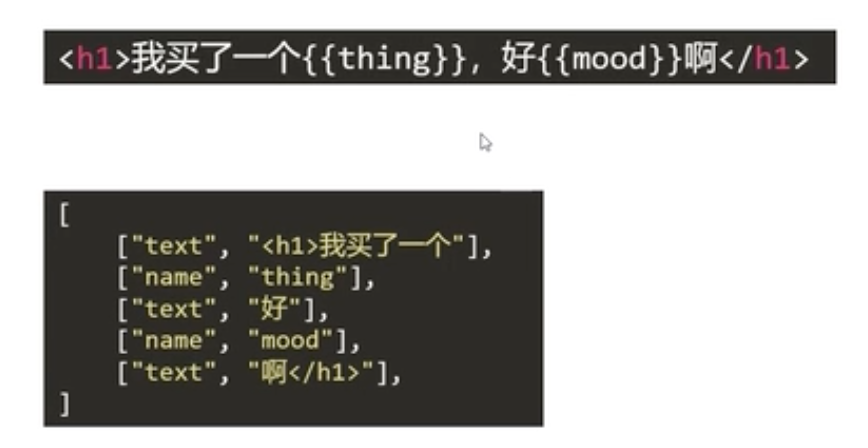 <h1>我买了一个{{thing}}, 好{{mood}}啊</h1>
[
["text", "<h1>我买了一个"],
["name", "thing"],
["text", "好"],
["name", "mood"],
["text", "啊</h1>"],
]